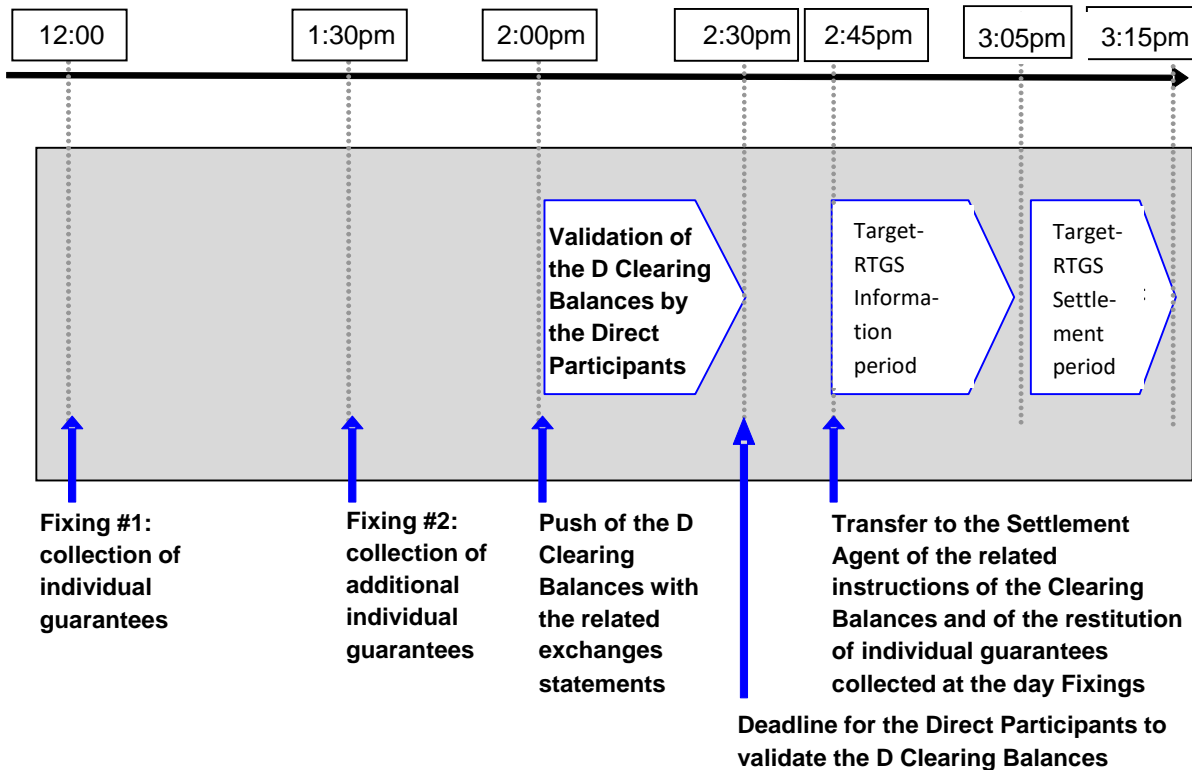 12:00
1:30pm
2:00pm
2:30pm
2:45pm
3:05pm
3:15pm
Validation of
the D Clearing
Balances by
the Direct
Participants
Target-
RTGS
Informa-
tion
period
Target-
RTGS
Settle-
ment
period
Fixing #1:
collection of
individual
guarantees
Fixing #2:
collection of
additional
individual
guarantees
Push of the D
Clearing
Balances with
the related
exchanges
statements
Transfer to the Settlement
Agent of the related
instructions of the Clearing
Balances and of the restitution
of individual guarantees
collected at the day Fixings
Deadline for the Direct Participants to
validate the D Clearing Balances